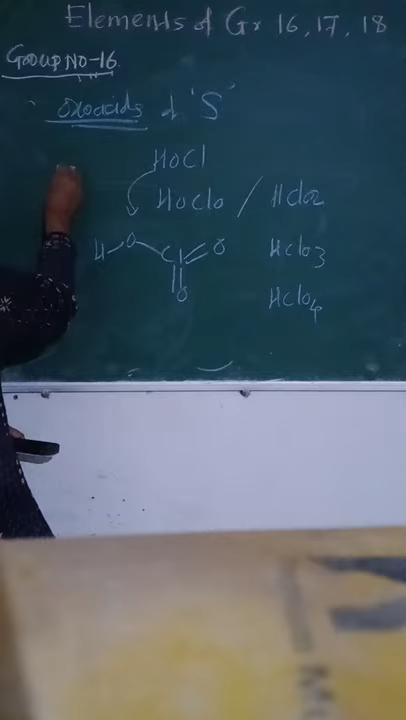 Elements of Gr 16, 17, 18
Group No-16
Oxoacids of 'S'
HOCl
HOClO / HClO2
H O Cl O
HClO3
O
HClO4